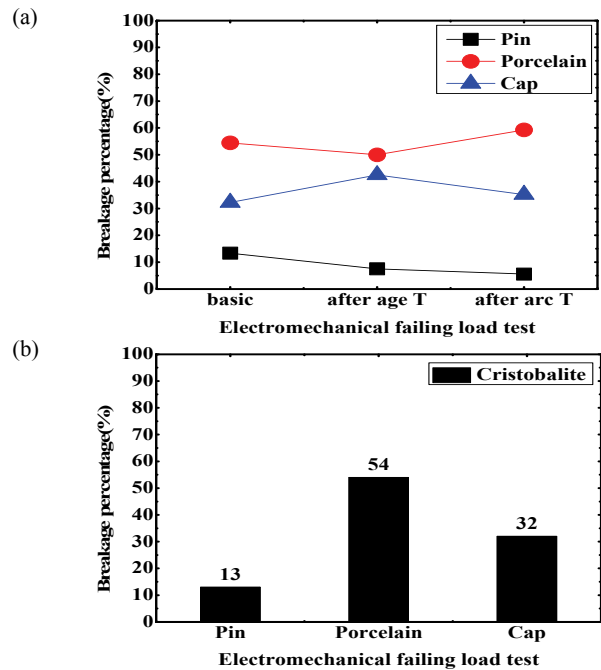 (a)
Pin
Porcelain
Cap
100
90
80
70
60
50
40
30
20
10
0
Breakage percentage(%)
basic after age T after arc T
Electromechanical failing load test
(b)
Cristobalite
100
90
80
70
60
50
40
30
20
10
0
Breakage percentage(%)
13
54
32
Pin Porcelain Cap
Electromechanical failing load test